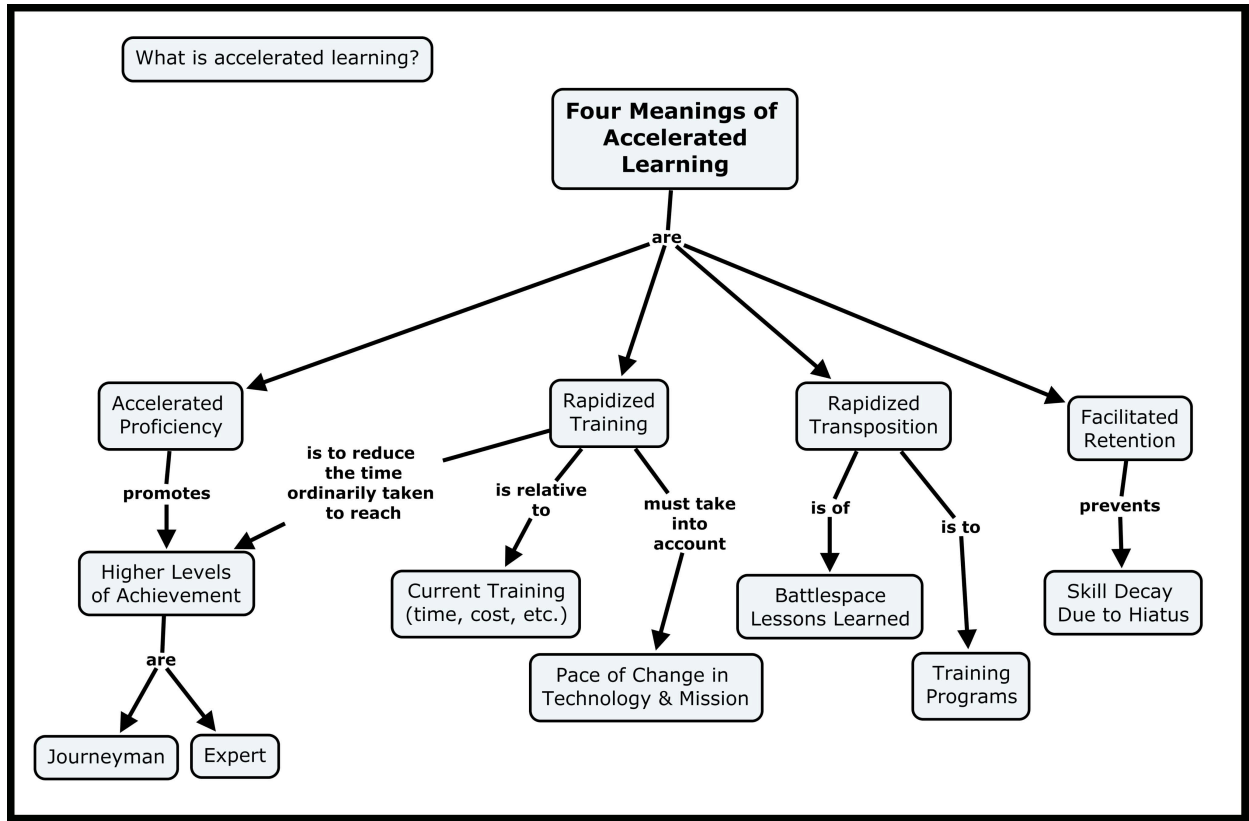 What is accelerated learning?
Four Meanings of
Accelerated
Learning
are
Accelerated
Proficiency
Rapidized
Training
Rapidized
Transposition
Facilitated
Retention
is to reduce
the time
ordinarily taken
to reach
promotes
is relative
to
must take
into
account
is of
is to
prevents
Higher Levels
of Achievement
Current Training
(time, cost, etc.)
Battlespace
Lessons Learned
Skill Decay
Due to Hiatus
are
Pace of Change in
Technology & Mission
Training
Programs
Journeyman
Expert